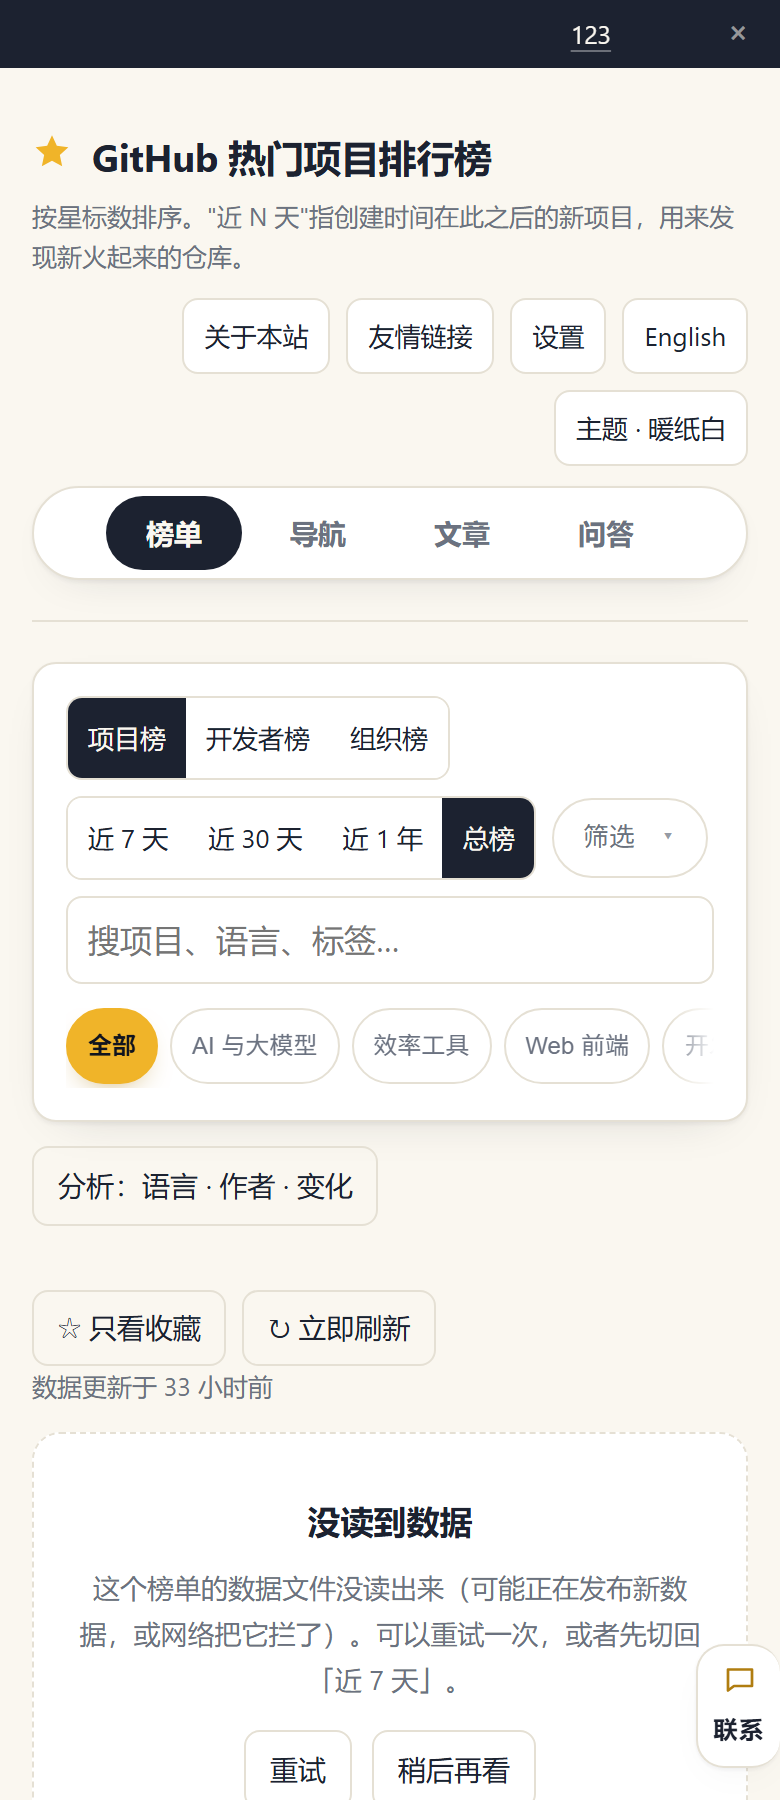 123 ×
GitHub 热门项目排行榜
按星标数排序。"近 N 天"指创建时间在此之后的新项目，用来发
现新火起来的仓库。
关于本站 友情链接 设置 English
主题 · 暖纸白
榜单 导航 文章 问答
项目榜 开发者榜 组织榜
近 7 天 近 30 天 近 1 年 总榜 筛选 ▾
搜项目、语言、标签...
全部 AI 与大模型 效率工具 Web 前端 开
分析：语言 · 作者 · 变化
☆ 只看收藏 ↻ 立即刷新
数据更新于 33 小时前
没读到数据
这个榜单的数据文件没读出来（可能正在发布新数
据，或网络把它拦了）。可以重试一次，或者先切回
「近 7 天」。
联系
重试 稍后再看